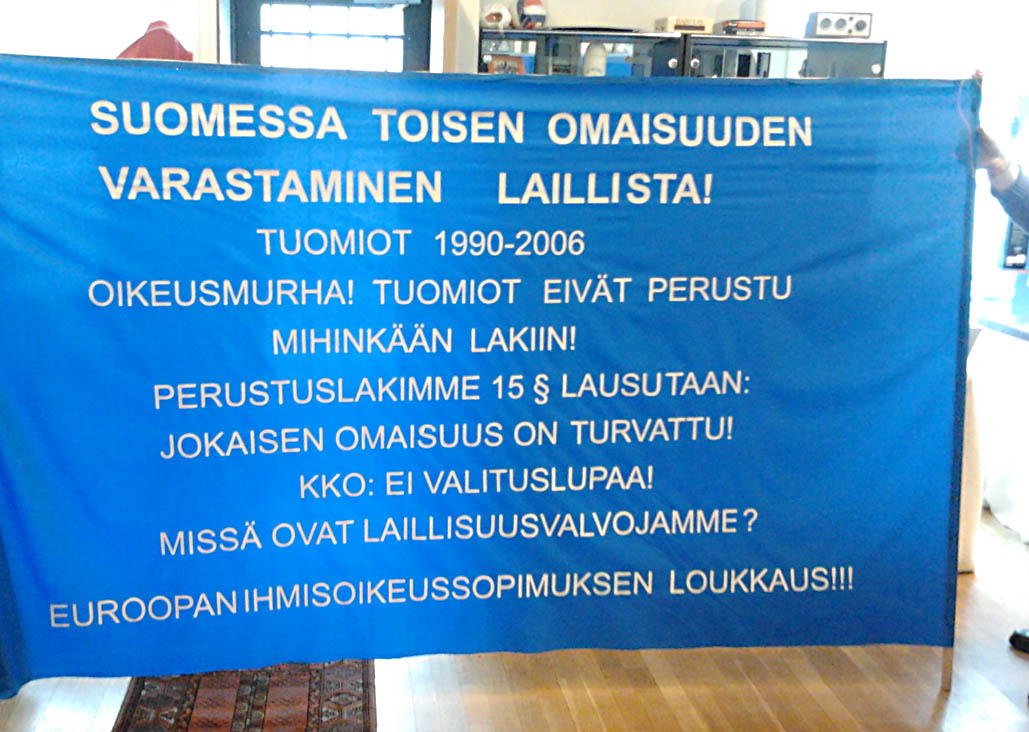 SUOMESSA TOISEN OMAISUUDEN
VARASTAMINEN LAILLISTA!
TUOMIOT 1990-2006
OIKEUSMURHA! TUOMIOT EIVÄT PERUSTU
MIHINKÄÄN LAKIIN!
PERUSTUSLAKIMME 15 § LAUSUTAAN:
JOKAISEN OMAISUUS ON TURVATTU!
KKO: EI VALITUSLUPAA!
MISSÄ OVAT LAILLISUUSVALVOJAMME?
EUROOPAN IHMISOIKEUSSOPIMUKSEN LOUKKAUS!!!